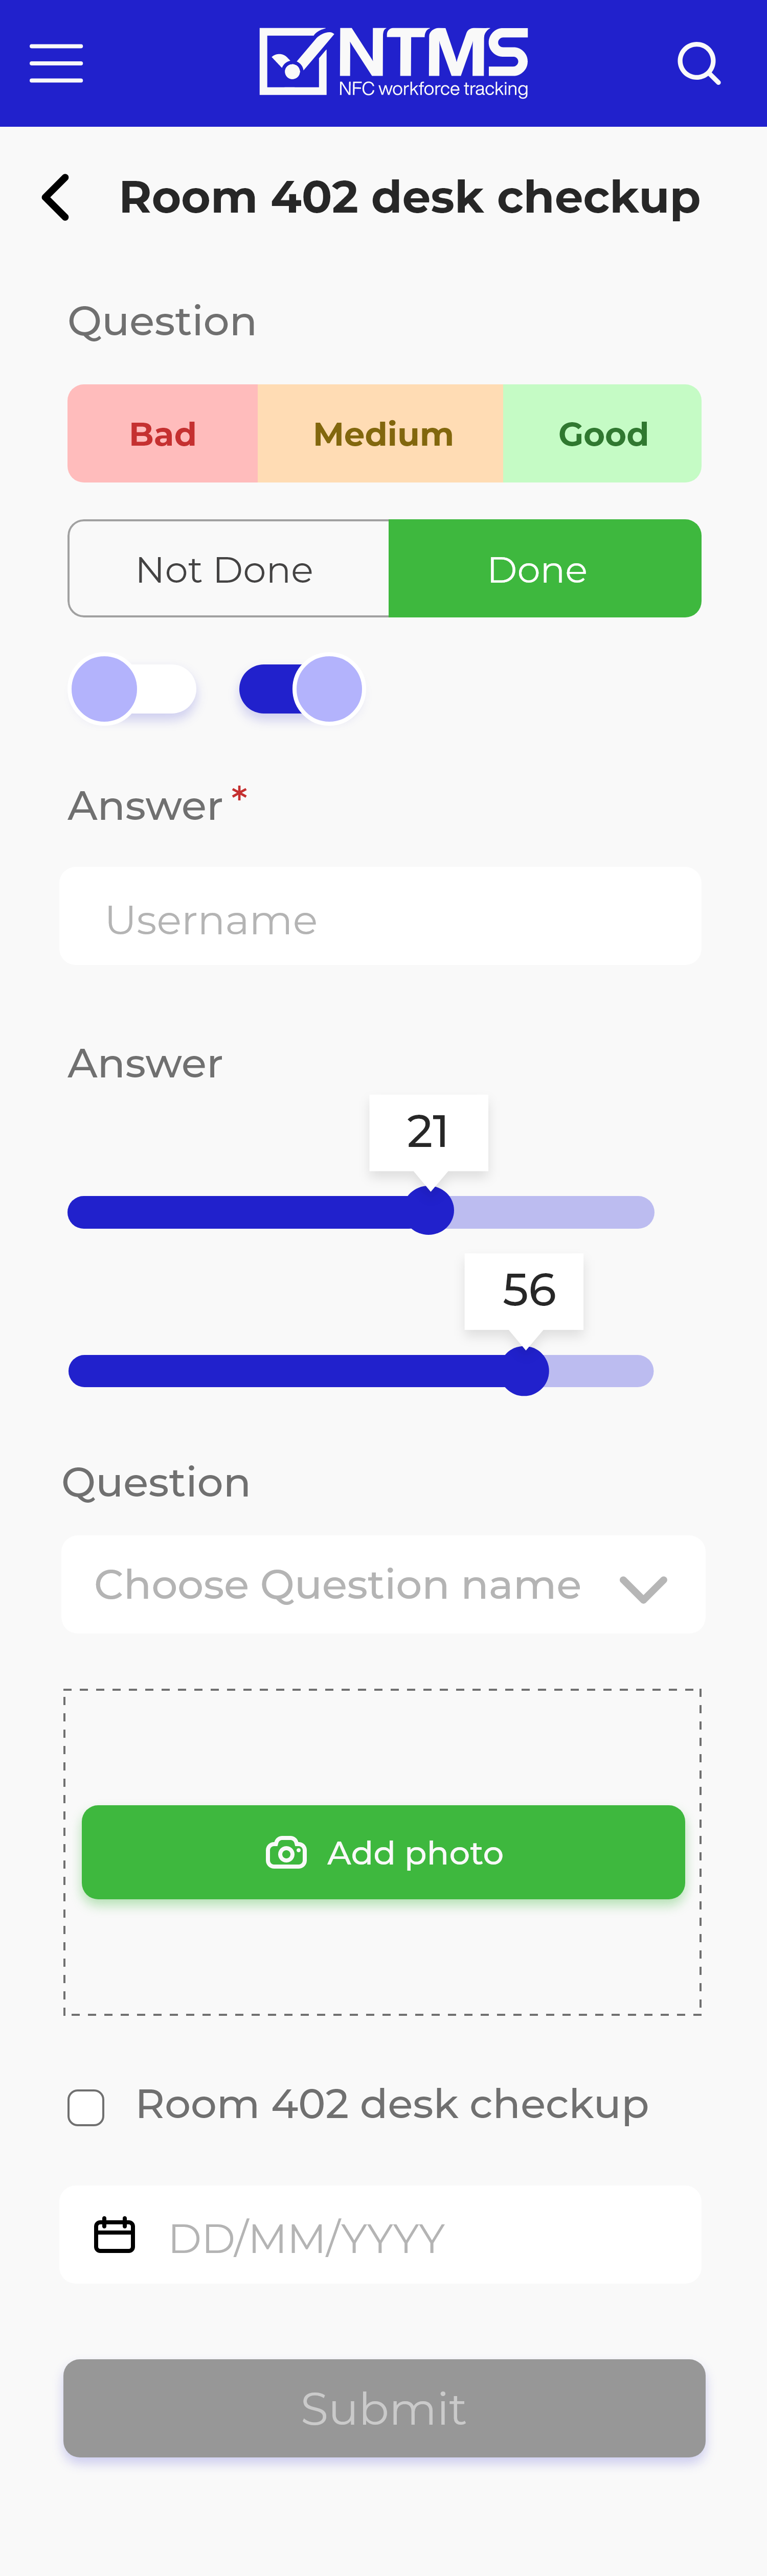 NTMS
NFC workforce tracking
Room 402 desk checkup
Question
Bad Medium Good
Not Done Done
Answer *
Username
Answer
21
56
Question
Choose Question name
Add photo
Room 402 desk checkup
DD/MM/YYYY
Submit